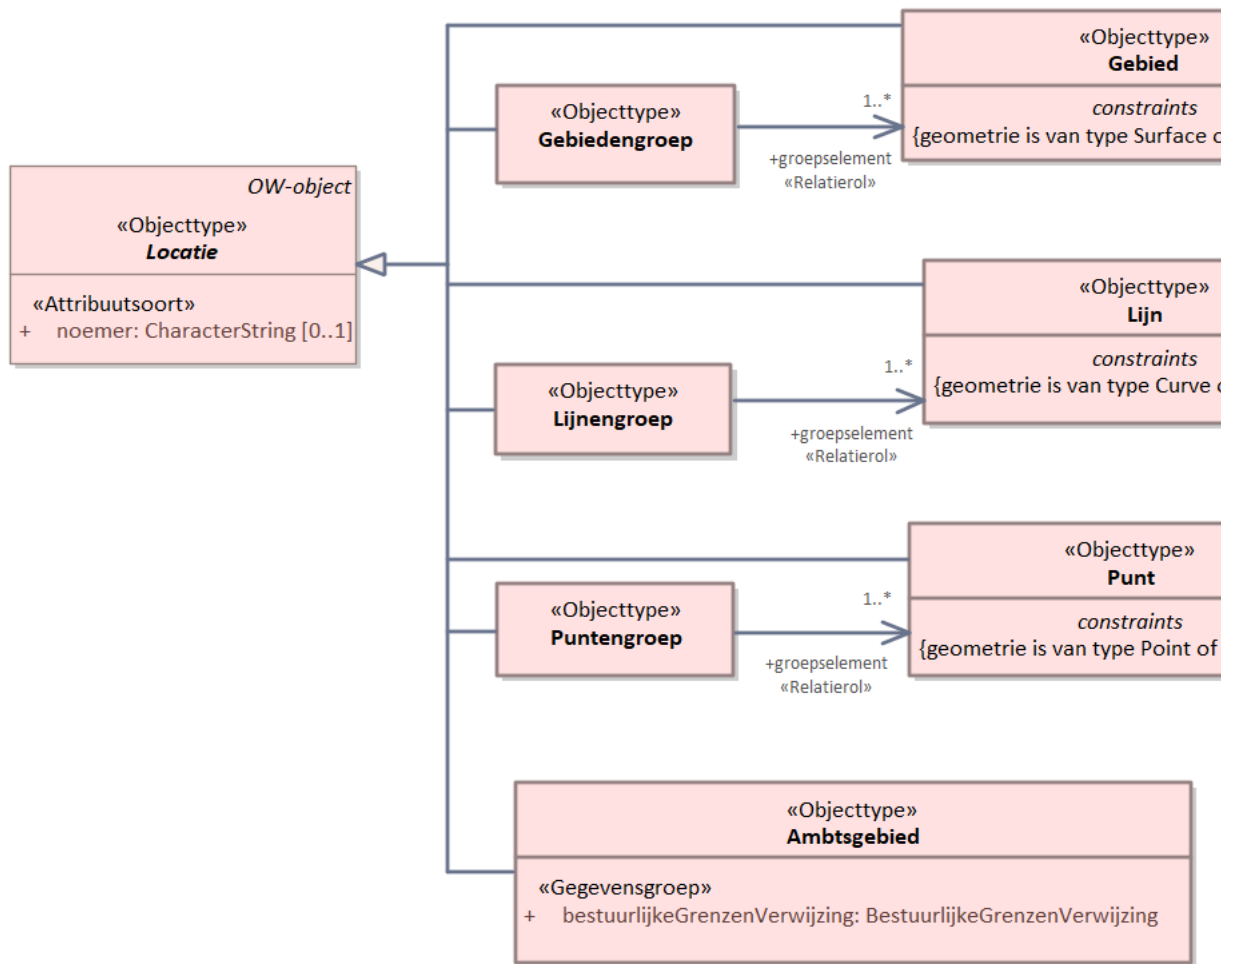 «Objecttype»
Gebied
constraints
{geometrie is van type Surface
«Objecttype»
Gebiedengroep
1..*
+groepselement
«Relatierol»
OW-object
«Objecttype»
Locatie
«Attribuutsoort»
+ noemer: CharacterString [0..1]
«Objecttype»
Lijn
constraints
{geometrie is van type Curve
«Objecttype»
Lijnengroep
1..*
+groepselement
«Relatierol»
«Objecttype»
Punt
constraints
{geometrie is van type Point of
«Objecttype»
Puntengroep
1..*
+groepselement
«Relatierol»
«Objecttype»
Ambtsgebied
«Gegevensgroep»
+ bestuurlijkeGrenzenVerwijzing: BestuurlijkeGrenzenVerwijzing